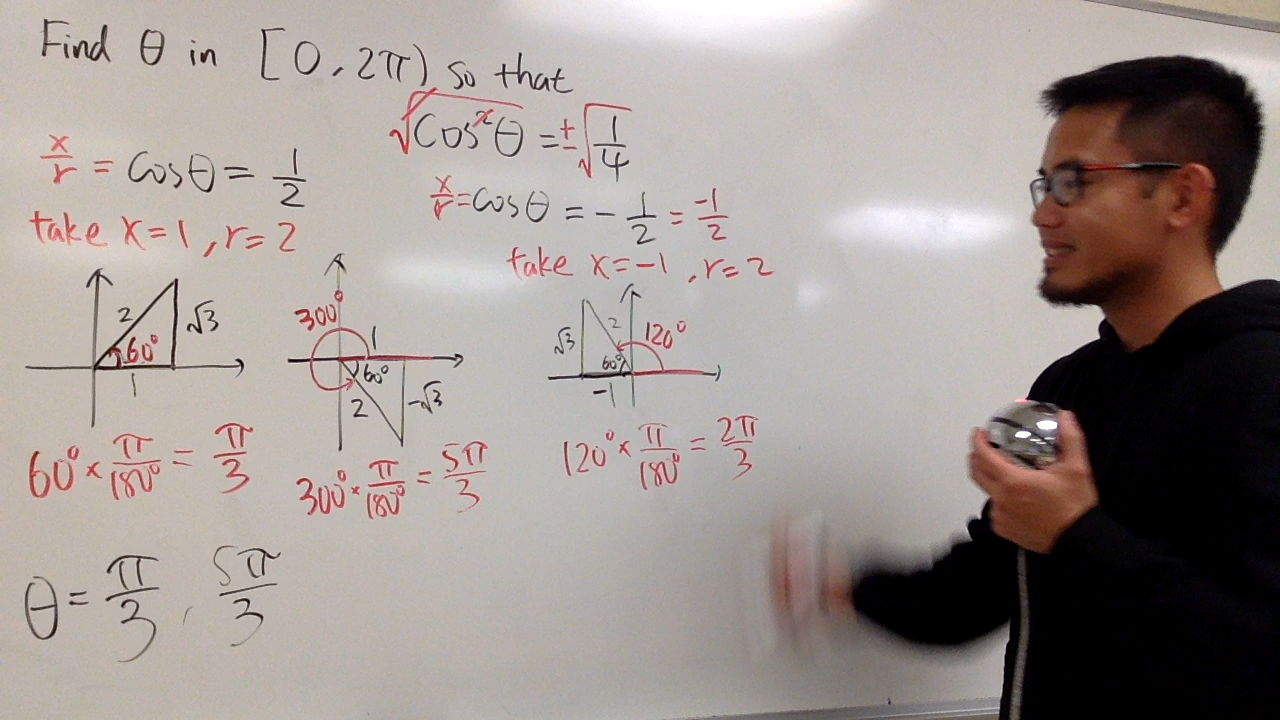 Find θ in [0, 2π) so that
√cos²θ = ±√1/4
x/r = cosθ = 1/2
take x=1, r=2
x/r = cosθ = -1/2 = -1/2
take x=-1, r=2
2 √3 60° 1
300° 1 60° 2 -√3
√3 2 120° 60° -1
60° × π/180° = π/3
300° × π/180° = 5π/3
120° × π/180° = 2π/3
θ = π/3, 5π/3